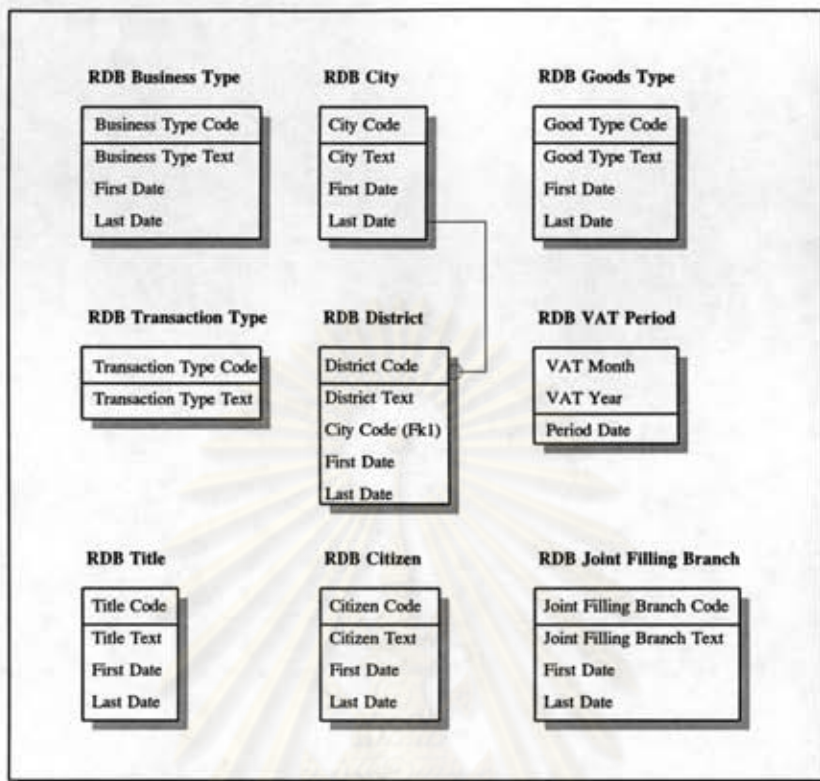 RDB Business Type
Business Type Code
Business Type Text
First Date
Last Date
RDB City
City Code
City Text
First Date
Last Date
RDB Goods Type
Good Type Code
Good Type Text
First Date
Last Date
RDB Transaction Type
Transaction Type Code
Transaction Type Text
RDB District
District Code
District Text
City Code (Fk1)
First Date
Last Date
RDB VAT Period
VAT Month
VAT Year
Period Date
RDB Title
Title Code
Title Text
First Date
Last Date
RDB Citizen
Citizen Code
Citizen Text
First Date
Last Date
RDB Joint Filling Branch
Joint Filling Branch Code
Joint Filling Branch Text
First Date
Last Date